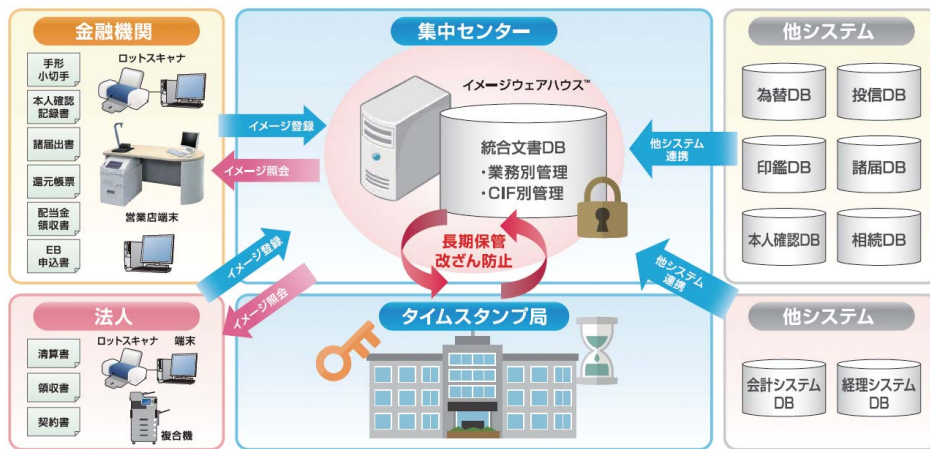 金融機関
手形
小切手
本人確認
記録書
諸届出書
還元帳票
配当金
領収書
EB
申込書
ロットスキャナ
営業店端末
イメージ登録
イメージ照会
集中センター
イメージウェアハウス™
統合文書DB
・業務別管理
・CIF別管理
長期保管
改ざん防止
他システム
連携
他システム
為替DB
投信DB
印鑑DB
諸届DB
本人確認DB
相続DB
法人
清算書
領収書
契約書
ロットスキャナ
端末
複合機
イメージ登録
イメージ照会
タイムスタンプ局
他システム
連携
他システム
会計システム
DB
経理システム
DB